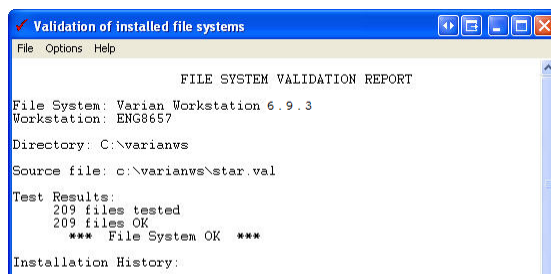 Validation of installed file systems
File Options Help
FILE SYSTEM VALIDATION REPORT
File System: Varian Workstation 6.9.3
Workstation: ENG8657
Directory: C:\varianws
Source file: c:\varianws\star.val
Test Results:
209 files tested
209 files OK
*** File System OK ***
Installation History: